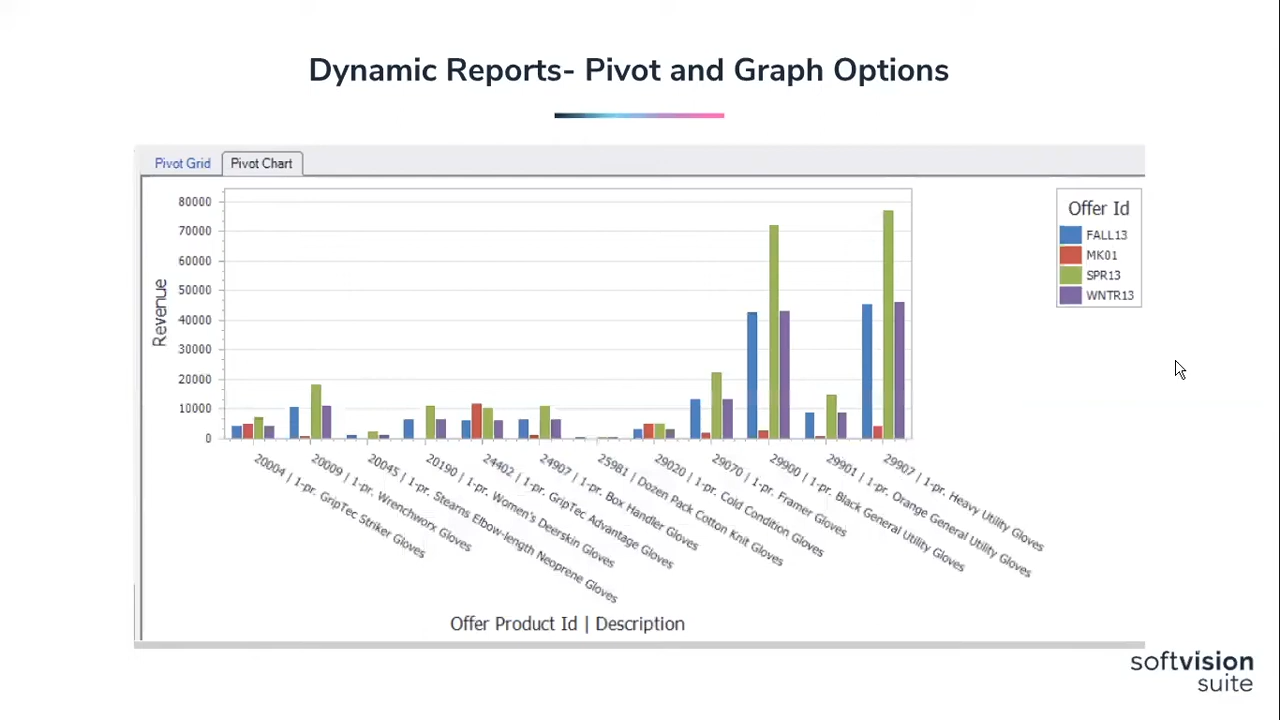 Dynamic Reports- Pivot and Graph Options
Pivot Grid
Pivot Chart
80000
70000
60000
50000
40000
30000
20000
10000
0
Revenue
Offer Id
FALL13
MK01
SPR13
WNTR13
20004 | 1-pr. GripTec Striker Gloves
20009 | 1-pr. Wrenchworx Gloves
20045 | 1-pr. Stearns Elbow-length Neoprene Gloves
20190 | 1-pr. Women's Deerskin Gloves
24402 | 1-pr. GripTec Advantage Gloves
24907 | 1-pr. Box Handler Gloves
25981 | Dozen Pack Cotton Knit Gloves
29020 | 1-pr. Cold Condition Gloves
29070 | 1-pr. Framer Gloves
29900 | 1-pr. Black General Utility Gloves
29901 | 1-pr. Orange General Utility Gloves
29907 | 1-pr. Heavy Utility Gloves
Offer Product Id | Description
softvision
suite